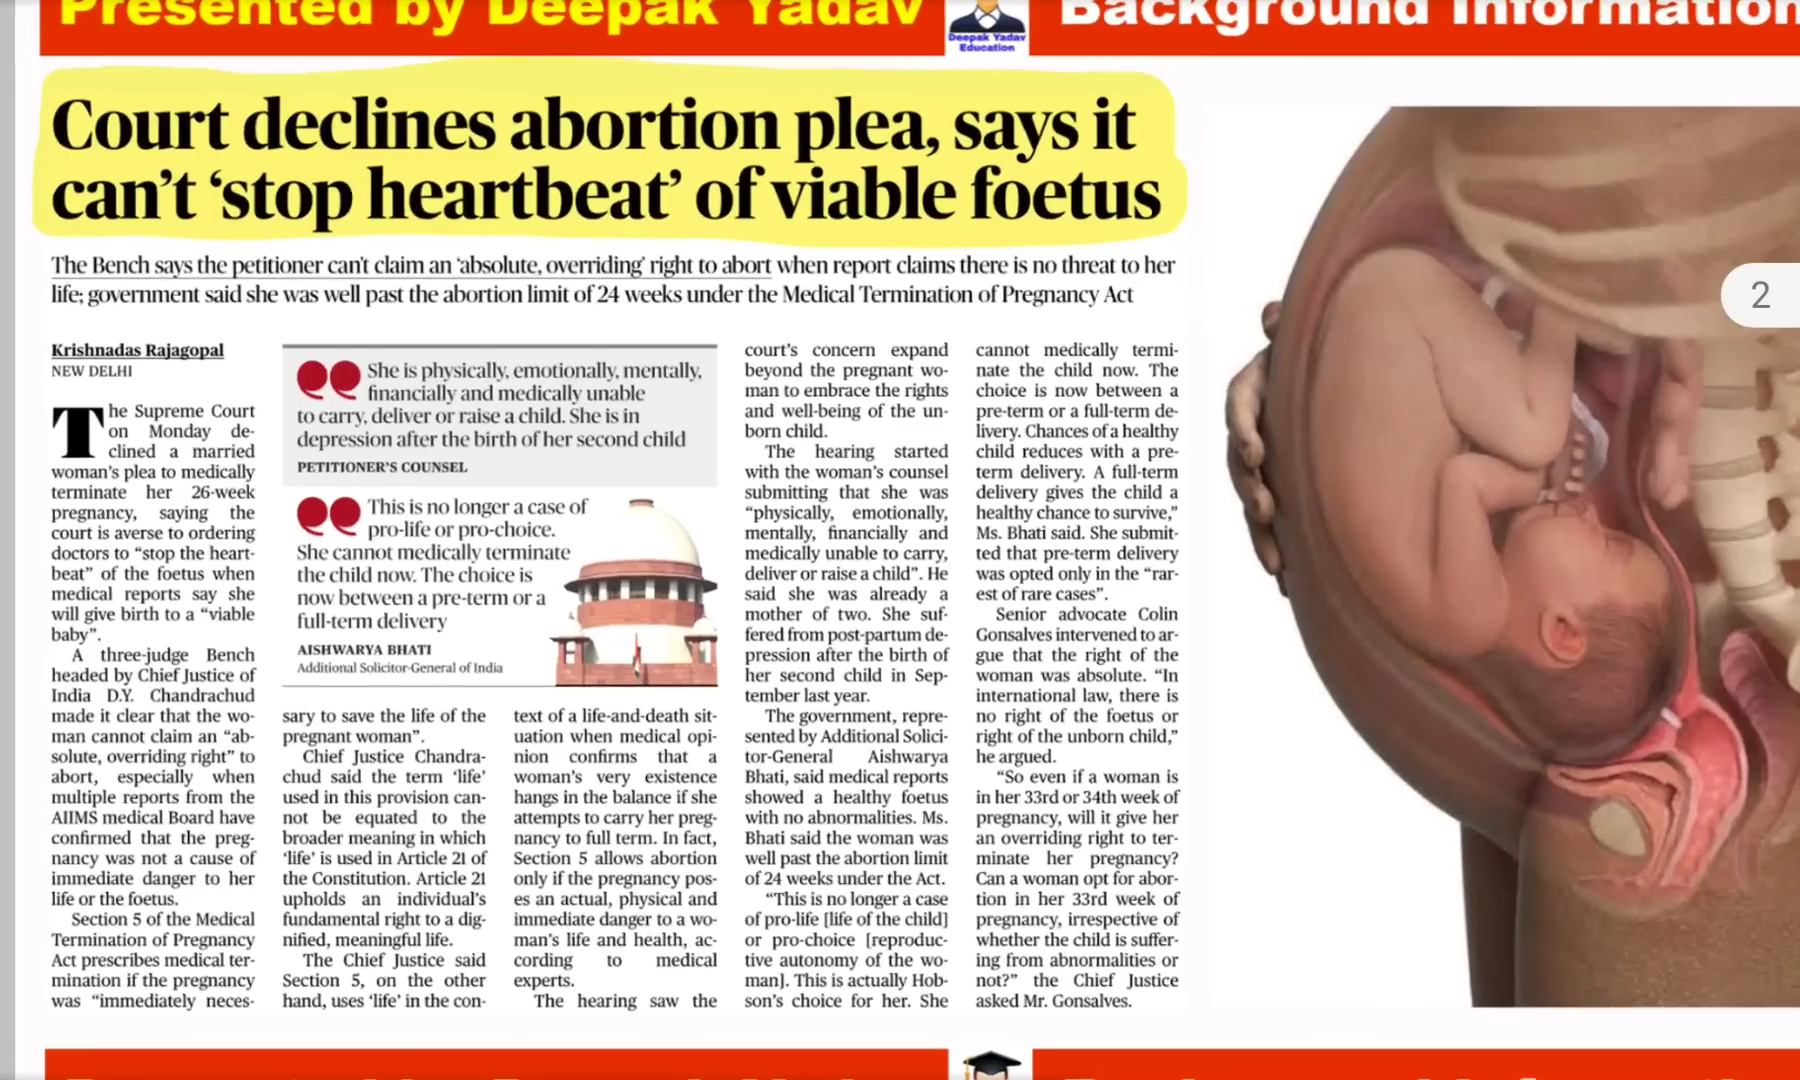 Presented by Deepak Yadav
Deepak Yadav
Education
Background Information
Court declines abortion plea, says it
can't 'stop heartbeat' of viable foetus
The Bench says the petitioner can't claim an 'absolute, overriding' right to abort when report claims there is no threat to her
life; government said she was well past the abortion limit of 24 weeks under the Medical Termination of Pregnancy Act
Krishnadas Rajagopal
NEW DELHI
The Supreme Court
on Monday de-
clined a married
woman's plea to medically
terminate her 26-week
pregnancy, saying the
court is averse to ordering
doctors to "stop the heart-
beat" of the foetus when
medical reports say she
will give birth to a "viable
baby".
A three-judge Bench
headed by Chief Justice of
India D.Y. Chandrachud
made it clear that the wo-
man cannot claim an "ab-
solute, overriding right" to
abort, especially when
multiple reports from the
AIIMS medical Board have
confirmed that the preg-
nancy was not a cause of
immediate danger to her
life or the foetus.
Section 5 of the Medical
Termination of Pregnancy
Act prescribes medical ter-
mination if the pregnancy
was "immediately neces-
She is physically, emotionally, mentally,
financially and medically unable
to carry, deliver or raise a child. She is in
depression after the birth of her second child
PETITIONER'S COUNSEL
This is no longer a case of
pro-life or pro-choice.
She cannot medically terminate
the child now. The choice is
now between a pre-term or a
full-term delivery
AISHWARYA BHATI
Additional Solicitor-General of India
sary to save the life of the
pregnant woman".
Chief Justice Chandra-
chud said the term 'life'
used in this provision can-
not be equated to the
broader meaning in which
'life' is used in Article 21 of
the Constitution. Article 21
upholds an individual's
fundamental right to a dig-
nified, meaningful life.
The Chief Justice said
Section 5, on the other
hand, uses 'life' in the con-
text of a life-and-death sit-
uation when medical opi-
nion confirms that a
woman's very existence
hangs in the balance if she
attempts to carry her preg-
nancy to full term. In fact,
Section 5 allows abortion
only if the pregnancy pos-
es an actual, physical and
immediate danger to a wo-
man's life and health, ac-
cording to medical
experts.
The hearing saw the
court's concern expand
beyond the pregnant wo-
man to embrace the rights
and well-being of the un-
born child.
The hearing started
with the woman's counsel
submitting that she was
"physically, emotionally,
mentally, financially and
medically unable to carry,
deliver or raise a child". He
said she was already a
mother of two. She suf-
fered from post-partum de-
pression after the birth of
her second child in Sep-
tember last year.
The government, repre-
sented by Additional Solici-
tor-General Aishwarya
Bhati, said medical reports
showed a healthy foetus
with no abnormalities. Ms.
Bhati said the woman was
well past the abortion limit
of 24 weeks under the Act.
"This is no longer a case
of pro-life [life of the child]
or pro-choice [reproduc-
tive autonomy of the wo-
man]. This is actually Hob-
son's choice for her. She
cannot medically termi-
nate the child now. The
choice is now between a
pre-term or a full-term de-
livery. Chances of a healthy
child reduces with a pre-
term delivery. A full-term
delivery gives the child a
healthy chance to survive,"
Ms. Bhati said. She submit-
ted that pre-term delivery
was opted only in the "rar-
est of rare cases".
Senior advocate Colin
Gonsalves intervened to ar-
gue that the right of the
woman was absolute. "In
international law, there is
no right of the foetus or
right of the unborn child,"
he argued.
"So even if a woman is
in her 33rd or 34th week of
pregnancy, will it give her
an overriding right to ter-
minate her pregnancy?
Can a woman opt for abor-
tion in her 33rd week of
pregnancy, irrespective of
whether the child is suffer-
ing from abnormalities or
not?" the Chief Justice
asked Mr. Gonsalves.
2